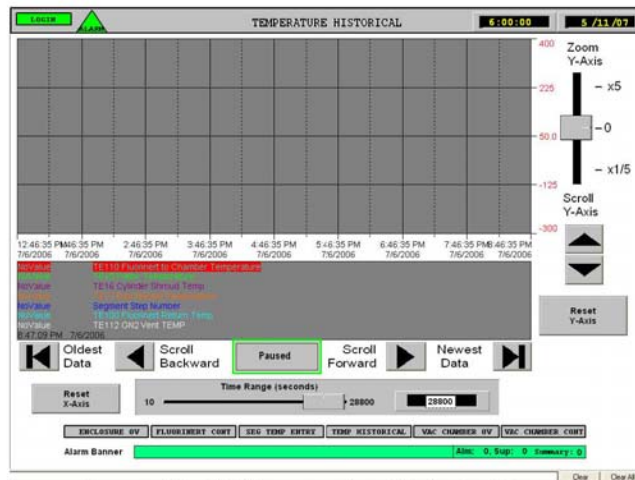 LOGIN
ALARM
TEMPERATURE HISTORICAL
6:00:00
5 /11/07
400
225
50.0
-125
-300
Zoom
Y-Axis
x5
0
x1/5
Scroll
Y-Axis
Reset
Y-Axis
12:46:35 PM 1:46:35 PM 2:46:35 PM 3:46:35 PM 4:46:35 PM 5:46:35 PM 6:46:35 PM 7:46:35 PM 8:46:35 PM
7/6/2006 7/6/2006 7/6/2006 7/6/2006 7/6/2006 7/6/2006 7/6/2006 7/6/2006 7/6/2006
NoValue TE110 Fluorinert to Chamber Temperature
NoValue TE16 Cylinder Shroud Temp
NoValue
NoValue Segment Step Number
NoValue TE100 Fluorinert Return Temp
NoValue TE112 GN2 Vent TEMP
8:47:09 PM 7/6/2006
Oldest
Data
Scroll
Backward
Paused
Scroll
Forward
Newest
Data
Reset
X-Axis
Time Range (seconds)
10
28800
28800
ENCLOSURE OV FLUORINERT CONT SEG TEMP ENTRY TEMP HISTORICAL VAC CHAMBER OV VAC CHAMBER CONT
Alarm Banner
Alm: 0, Sup: 0 Summary: 0
Clear
Clear All